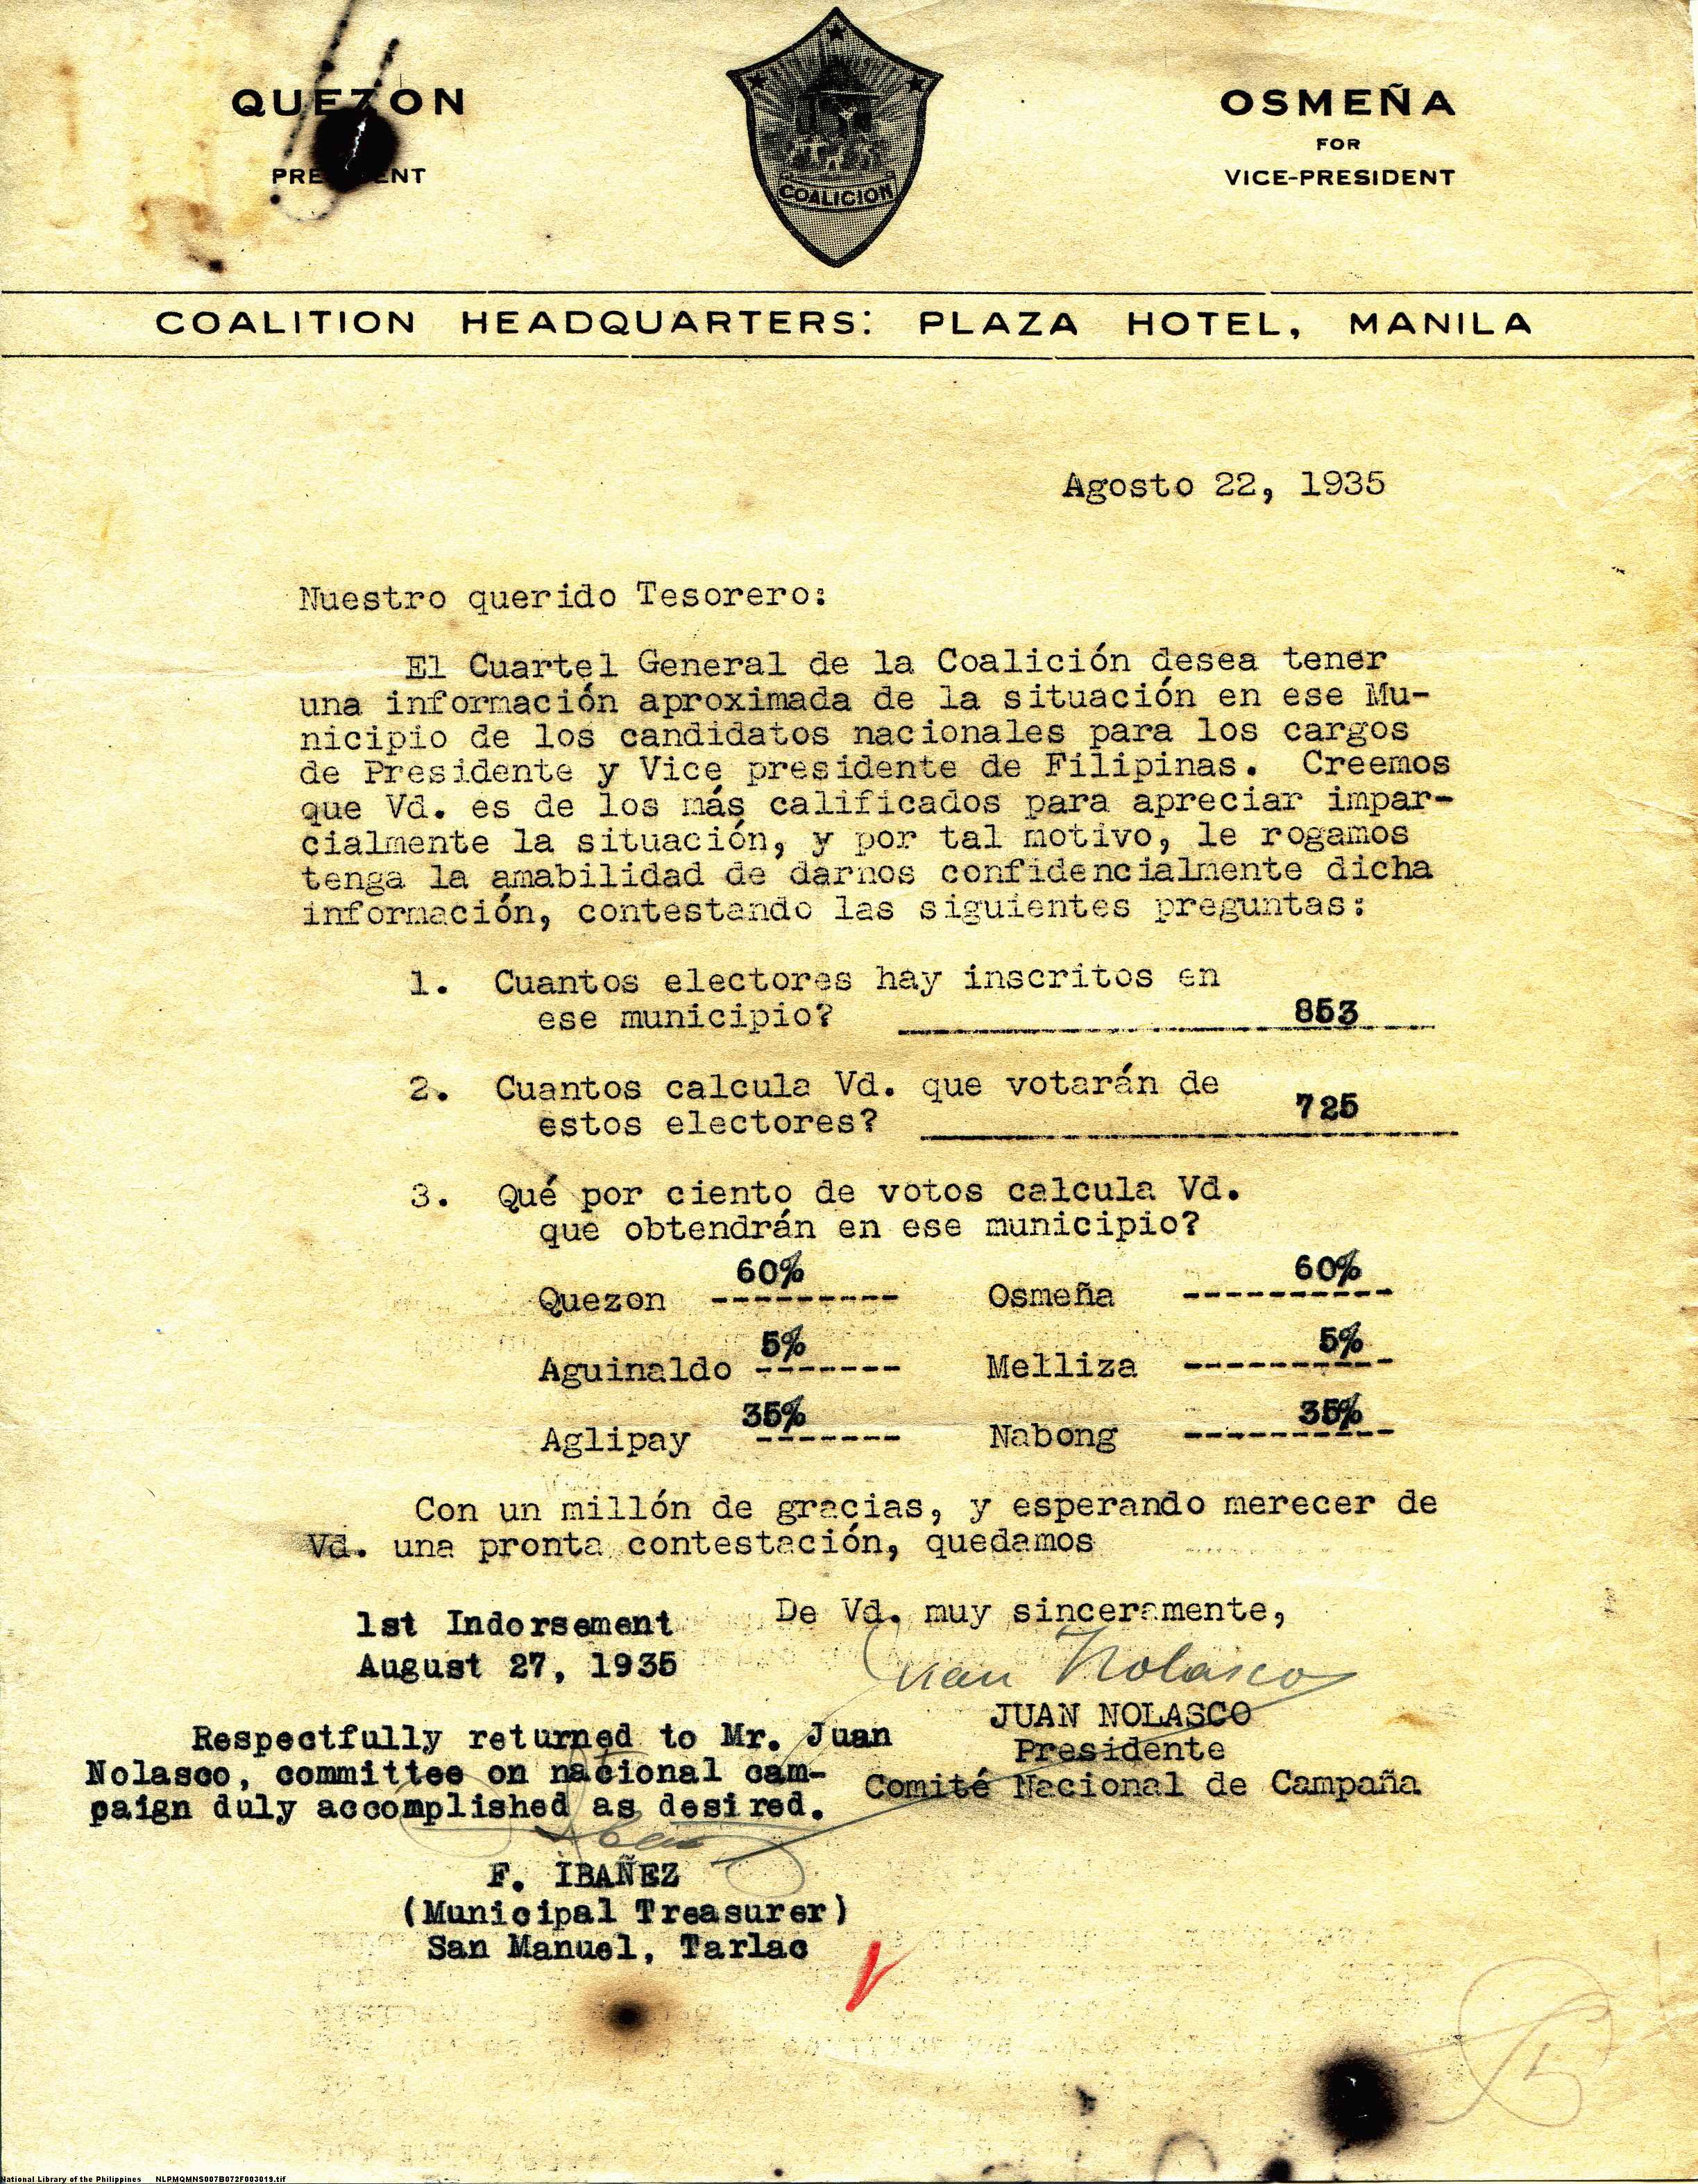 QUEZON
PRESIDENT
COALICION
OSMEÑA
FOR
VICE-PRESIDENT
COALITION HEADQUARTERS: PLAZA HOTEL, MANILA
Agosto 22, 1935
Nuestro querido Tesorero:
El Cuartel General de la Coalición desea tener
una información aproximada de la situación en ese Mu-
nicipio de los candidatos nacionales para los cargos
de Presidente y Vice presidente de Filipinas. Creemos
que Vd. es de los más calificados para apreciar impar-
cialmente la situación, y por tal motivo, le rogamos
tenga la amabilidad de darnos confidencialmente dicha
información, contestando las siguientes preguntas:
1. Cuantos electores hay inscritos en
ese municipio? 853
2. Cuantos calcula Vd. que votarán de
estos electores? 725
3. Qué por ciento de votos calcula Vd.
que obtendrán en ese municipio?
Quezon 60% Osmeña 60%
Aguinaldo 5% Melliza 5%
Aglipay 35% Nabong 35%
Con un millón de gracias, y esperando merecer de
Vd. una pronta contestación, quedamos
De Vd. muy sinceramente,
Juan Nolasco
JUAN NOLASCO
Presidente
Comité Nacional de Campaña
1st Indorsement
August 27, 1935
Respectfully returned to Mr. Juan
Nolasco, committee on national cam-
paign duly accomplished as desired.
F. IBAÑEZ
(Municipal Treasurer)
San Manuel, Tarlac
National Library of the Philippines NLPMQMNS007B072F003019.tif